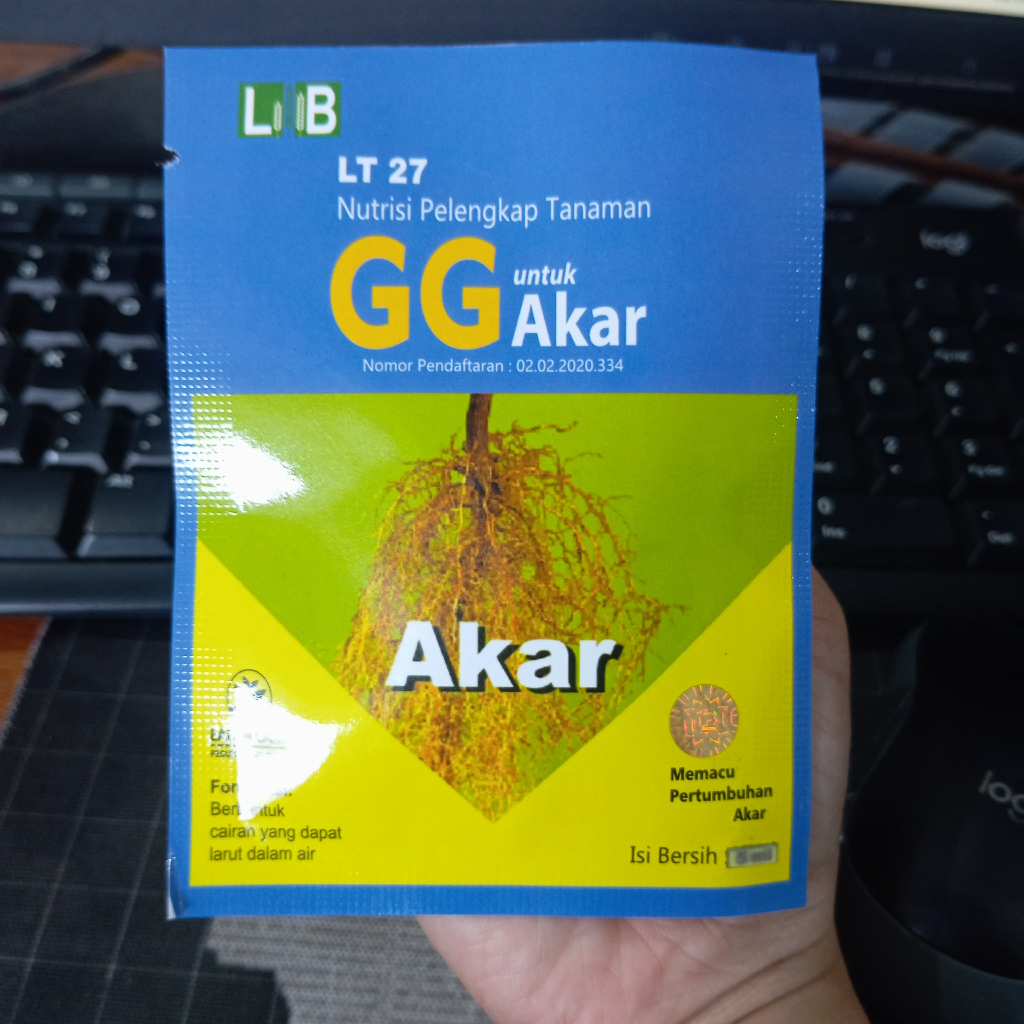 L B
LT 27
Nutrisi Pelengkap Tanaman
GG untuk Akar
Nomor Pendaftaran : 02.02.2020.334
Akar
Memacu
Pertumbuhan
Akar
cairan yang dapat
larut dalam air
Isi Bersih :
logi